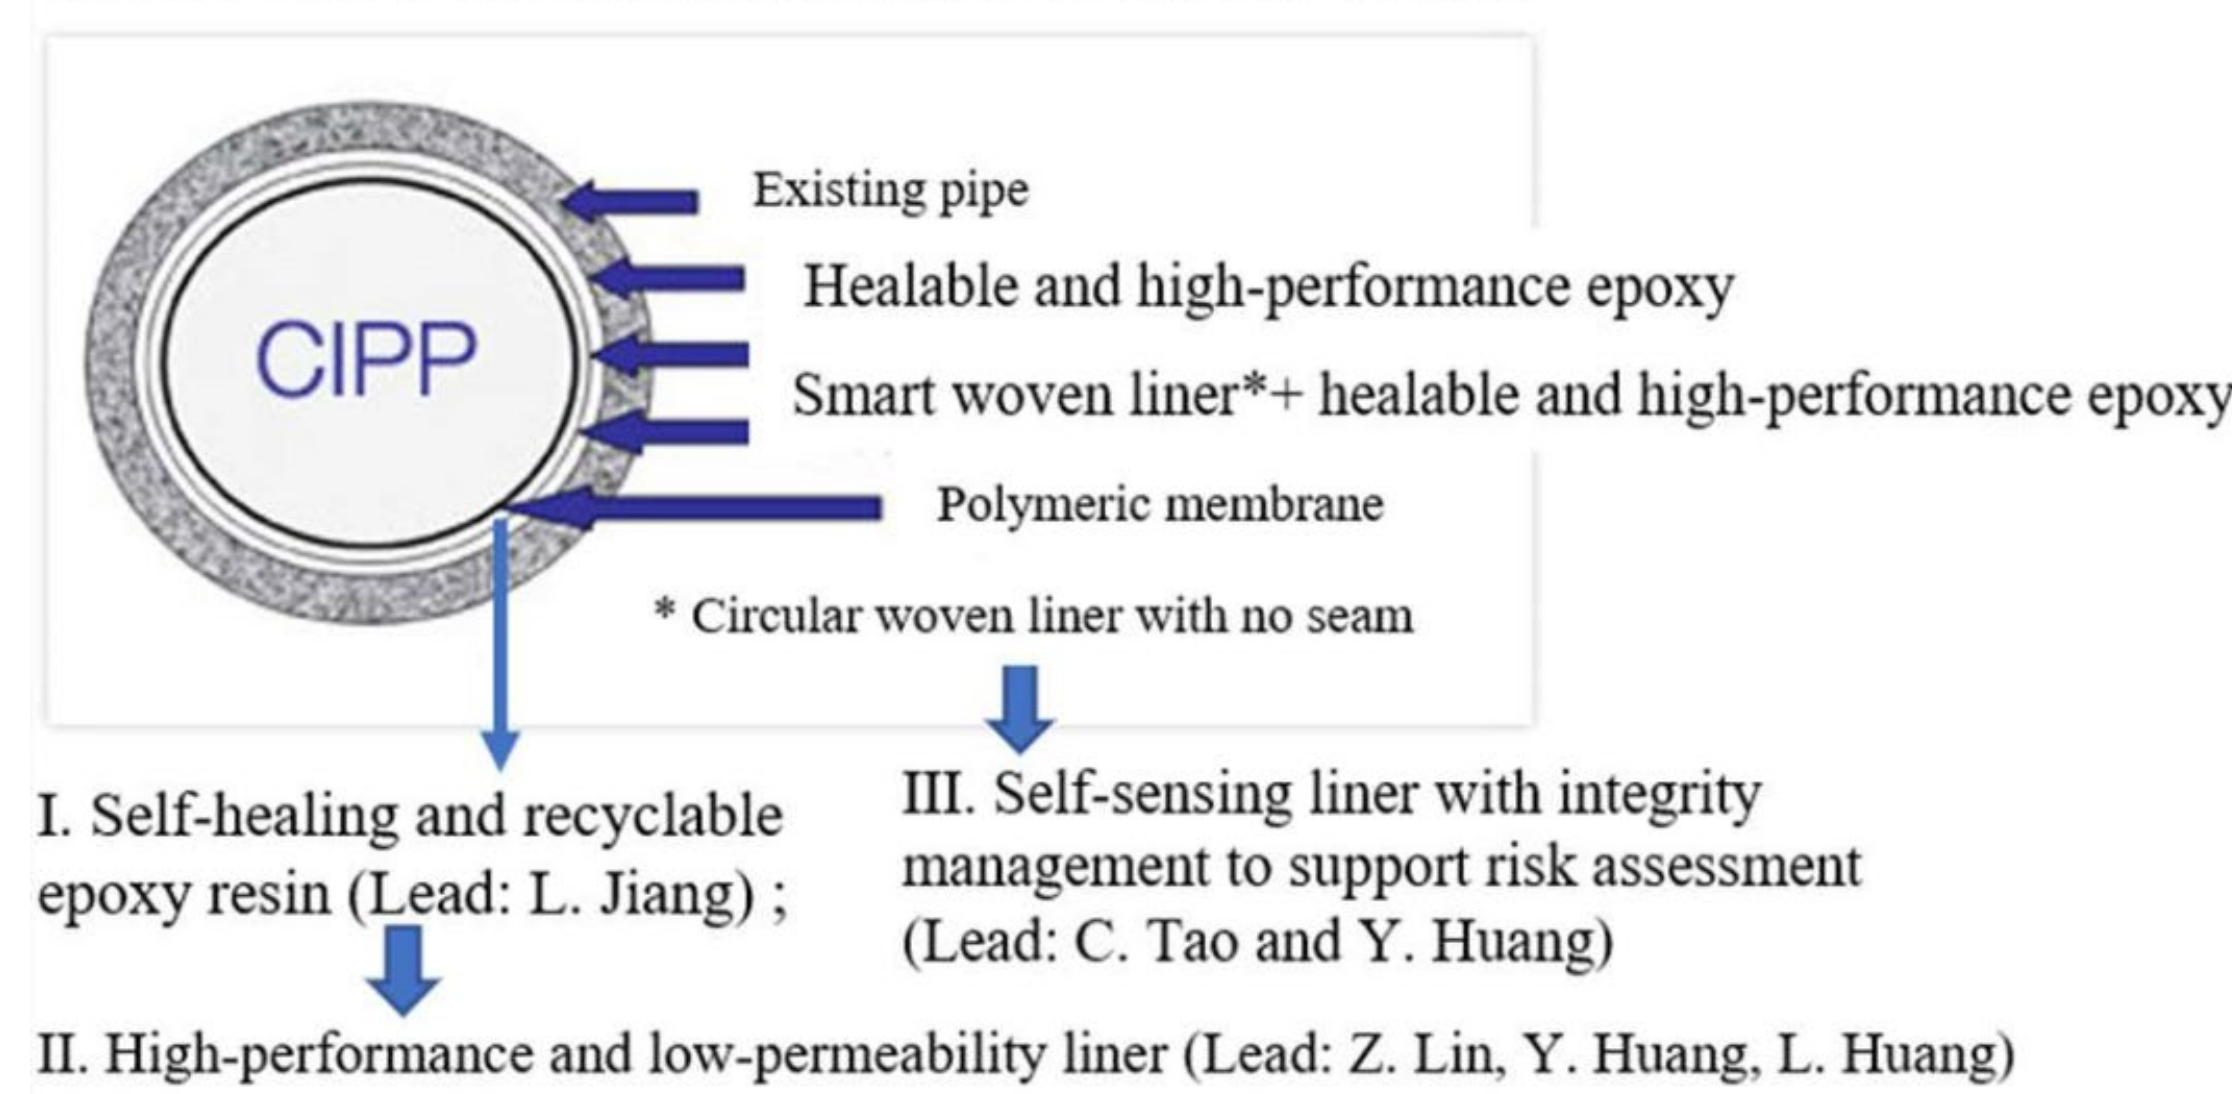 Existing pipe
Healable and high-performance epoxy
CIPP
Smart woven liner*+ healable and high-performance epoxy
Polymeric membrane
* Circular woven liner with no seam
I. Self-healing and recyclable
epoxy resin (Lead: L. Jiang) ;
III. Self-sensing liner with integrity
management to support risk assessment
(Lead: C. Tao and Y. Huang)
II. High-performance and low-permeability liner (Lead: Z. Lin, Y. Huang, L. Huang)